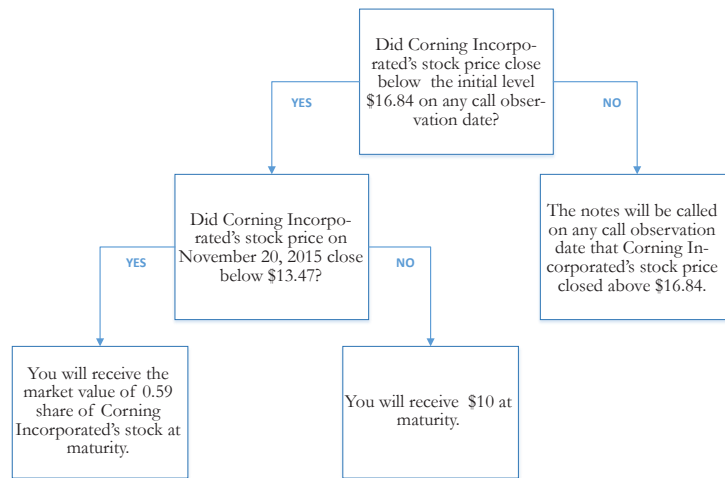 Did Corning Incorpo-
rated's stock price close
below the initial level
$16.84 on any call obser-
vation date?
YES
NO
Did Corning Incorpo-
rated's stock price on
November 20, 2015 close
below $13.47?
The notes will be called
on any call observation
date that Corning In-
corporated's stock price
closed above $16.84.
YES
NO
You will receive the
market value of 0.59
share of Corning
Incorporated's stock at
maturity.
You will receive $10 at
maturity.